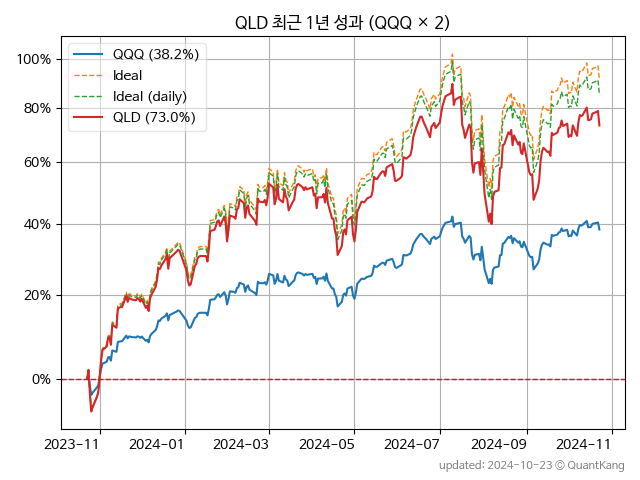 QLD 최근 1년 성과 (QQQ × 2)
QQQ (38.2%)
Ideal
Ideal (daily)
QLD (73.0%)
100%
80%
60%
40%
20%
0%
2023-11 2024-01 2024-03 2024-05 2024-07 2024-09 2024-11
updated: 2024-10-23 ⓒ QuantKang